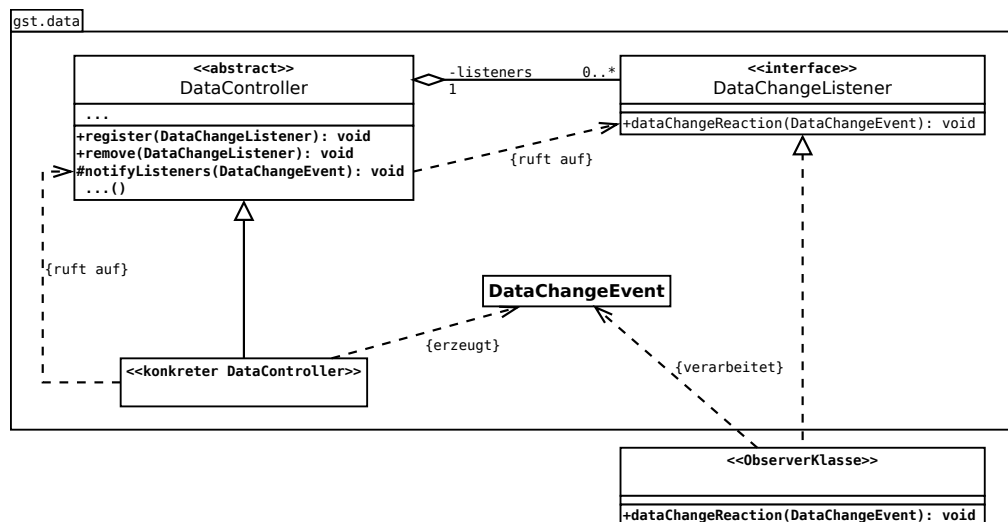 gst.data
<<abstract>>
DataController
...
+register(DataChangeListener): void
+remove(DataChangeListener): void
#notifyListeners(DataChangeEvent): void
...()
-listeners
0..*
1
<<interface>>
DataChangeListener
+dataChangeReaction(DataChangeEvent): void
{ruft auf}
{ruft auf}
DataChangeEvent
{erzeugt}
{verarbeitet}
<<konkreter DataController>>
<<ObserverKlasse>>
+dataChangeReaction(DataChangeEvent): void